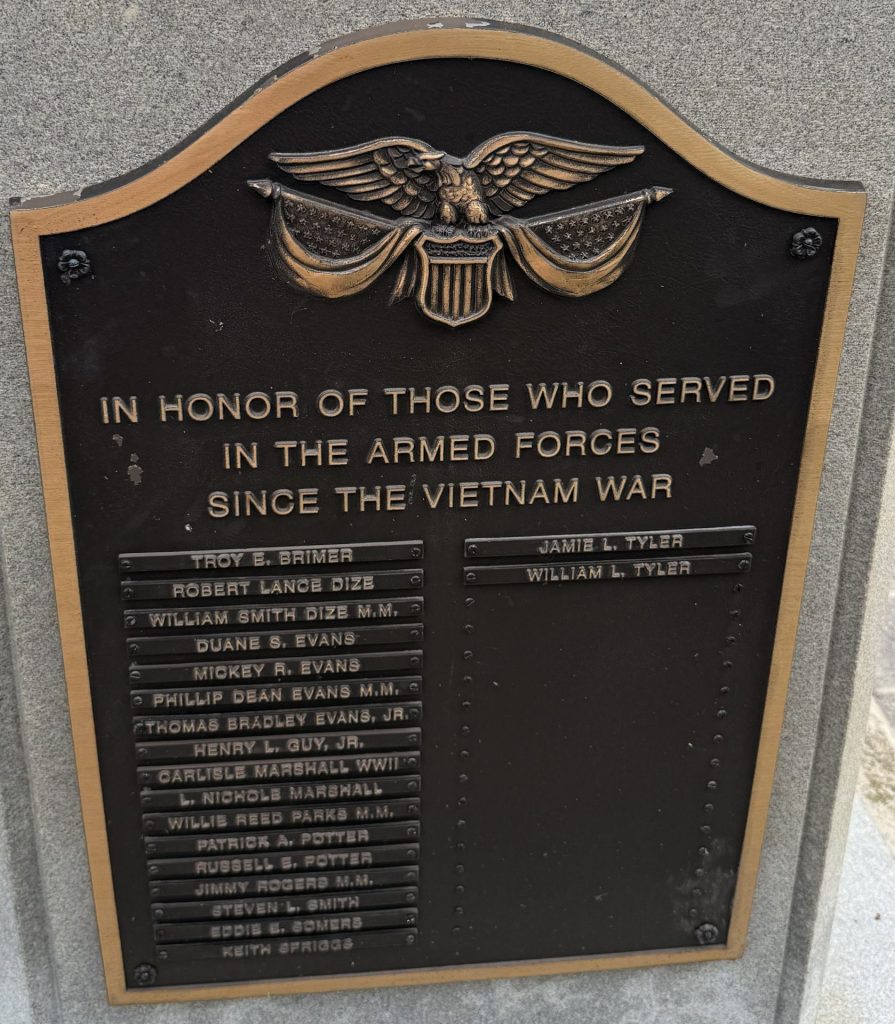 IN HONOR OF THOSE WHO SERVED
IN THE ARMED FORCES
SINCE THE VIETNAM WAR
TROY E. BRIMER
ROBERT LANCE DIZE
WILLIAM SMITH DIZE M.M.
DUANE S. EVANS
MICKEY R. EVANS
PHILLIP DEAN EVANS M.M.
THOMAS BRADLEY EVANS, JR.
HENRY L. GUY, JR.
CARLISLE MARSHALL WWII
L. NICHOLE MARSHALL
WILLIE REED PARKS M.M.
PATRICK A. POTTER
RUSSELL E. POTTER
JIMMY ROGERS M.M.
STEVEN L. SMITH
EDDIE E. SOMERS
KEITH SPRIGGS
JAMIE L. TYLER
WILLIAM L. TYLER